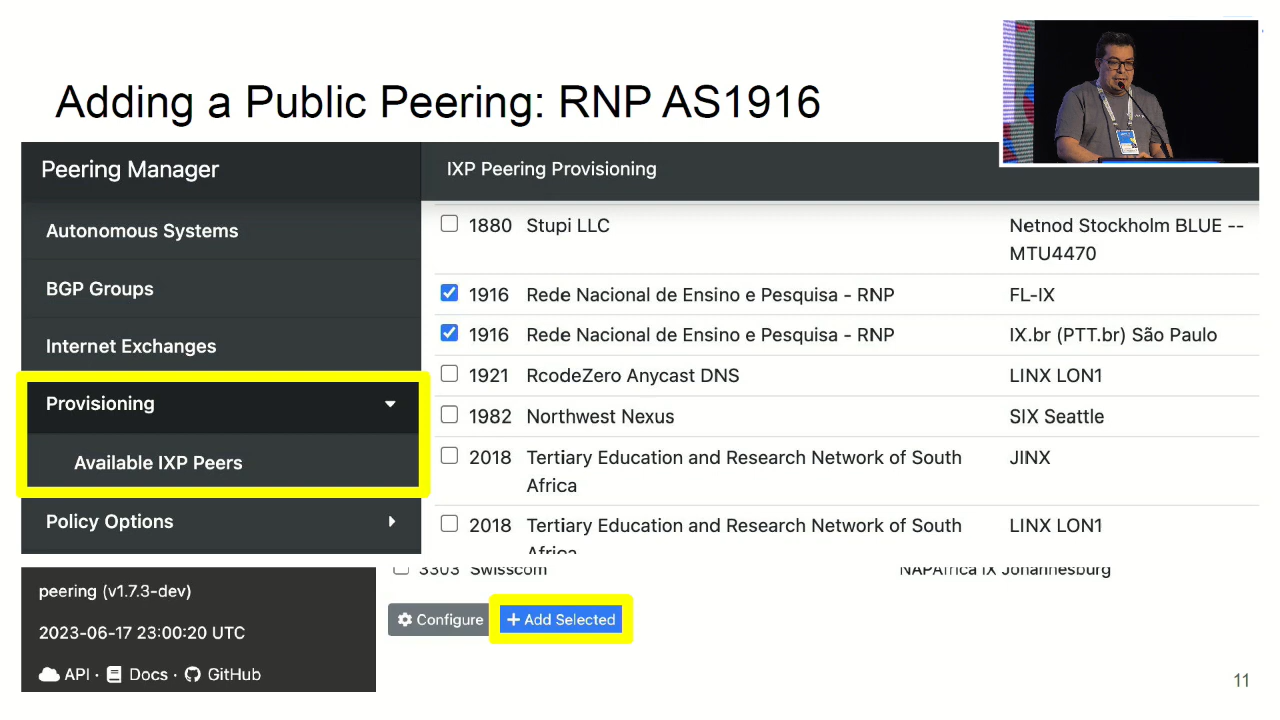 Adding a Public Peering: RNP AS1916
Peering Manager
IXP Peering Provisioning
Autonomous Systems
BGP Groups
Internet Exchanges
Provisioning
Available IXP Peers
Policy Options
1880 Stupi LLC Netnod Stockholm BLUE --
MTU4470
1916 Rede Nacional de Ensino e Pesquisa - RNP FL-IX
1916 Rede Nacional de Ensino e Pesquisa - RNP IX.br (PTT.br) São Paulo
1921 RcodeZero Anycast DNS LINX LON1
1982 Northwest Nexus SIX Seattle
2018 Tertiary Education and Research Network of South JINX
Africa
2018 Tertiary Education and Research Network of South LINX LON1
Africa
3303 Swisscom NAPAfrica IX Johannesburg
Configure + Add Selected
peering (v1.7.3-dev)
2023-06-17 23:00:20 UTC
API · Docs · GitHub
11